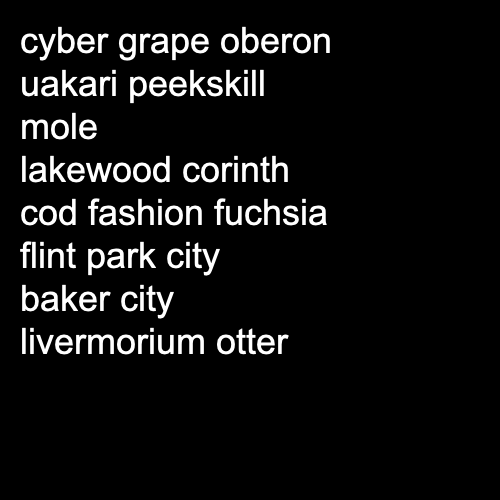 cyber grape oberon
uakari peekskill
mole
lakewood corinth
cod fashion fuchsia
flint park city
baker city
livermorium otter